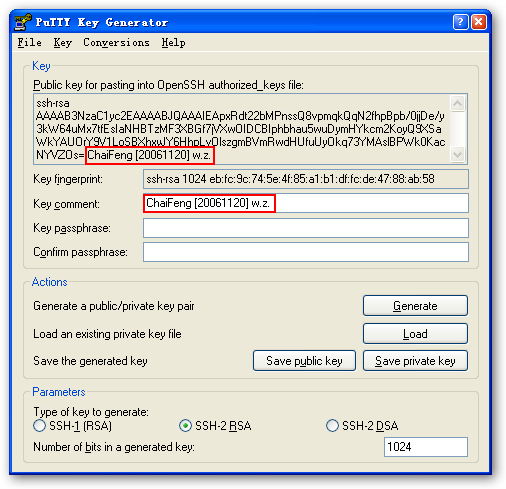 PuTTY Key Generator
File Key Conversions Help
Key
Public key for pasting into OpenSSH authorized_keys file:
ssh-rsa
AAAAB3NzaC1yc2EAAAABJQAAAIEApxRdt22bMPnssQ8vpmqkQqN2fhpBpb/0jjDe/y
3kW64uMx7tfEsIaNHBTzMF3XBGf7jVXwOIDCBIphbhau5wuDymHYkcm2KoyQ9XSa
NYVZOs= ChaiFeng [20061120] w.z.
Key fingerprint: ssh-rsa 1024 eb:fc:9c:74:5e:4f:85:a1:b1:df:fc:de:47:88:ab:58
Key comment: ChaiFeng [20061120] w.z.
Key passphrase:
Confirm passphrase:
Actions
Generate a public/private key pair Generate
Load an existing private key file Load
Save the generated key Save public key Save private key
Parameters
Type of key to generate:
SSH-1 (RSA) SSH-2 RSA SSH-2 DSA
Number of bits in a generated key: 1024